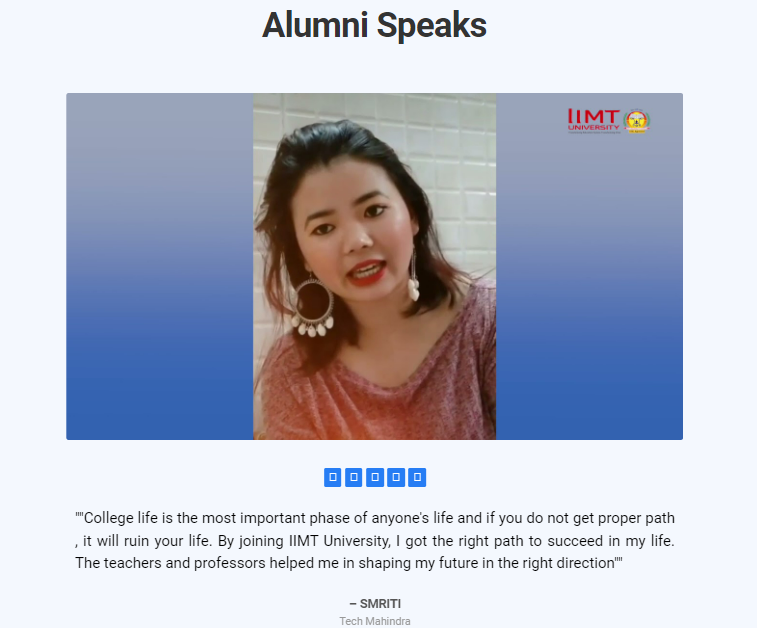 Alumni Speaks
IIMT
UNIVERSITY
""College life is the most important phase of anyone's life and if you do not get proper path
, it will ruin your life. By joining IIMT University, I got the right path to succeed in my life.
The teachers and professors helped me in shaping my future in the right direction""
– SMRITI
Tech Mahindra